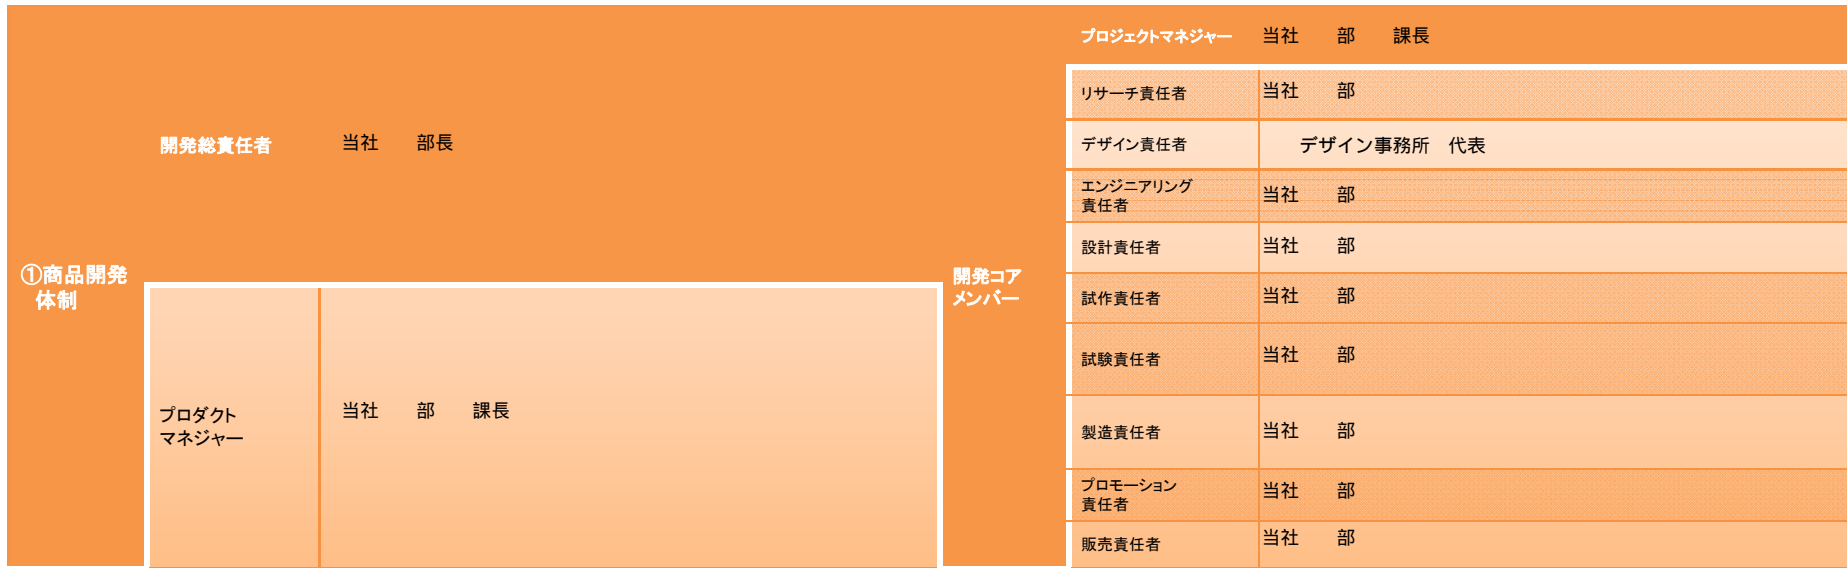 ①商品開発
体制
開発総責任者
当社　　部長
プロダクト
マネジャー
当社　　部　　課長
開発コア
メンバー
プロジェクトマネジャー　当社　　部　　課長
リサーチ責任者　当社　　部
デザイン責任者　デザイン事務所　代表
エンジニアリング
責任者
当社　　部
設計責任者　当社　　部
試作責任者　当社　　部
試験責任者　当社　　部
製造責任者　当社　　部
プロモーション
責任者
当社　　部
販売責任者　当社　　部